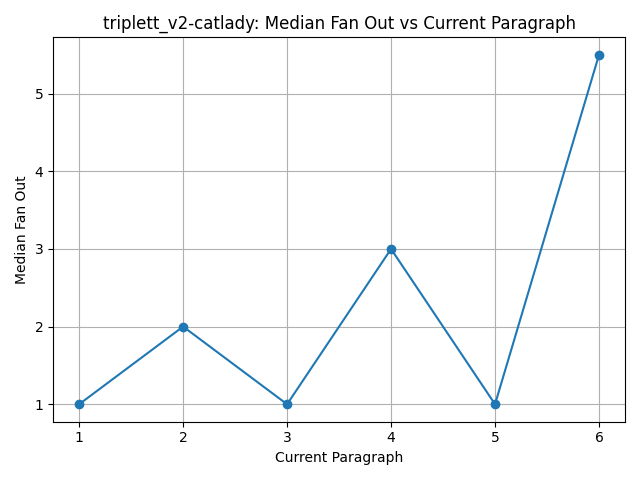 triplett_v2-catlady: Median Fan Out vs Current Paragraph
Median Fan Out
5
4
3
2
1
1 2 3 4 5 6
Current Paragraph